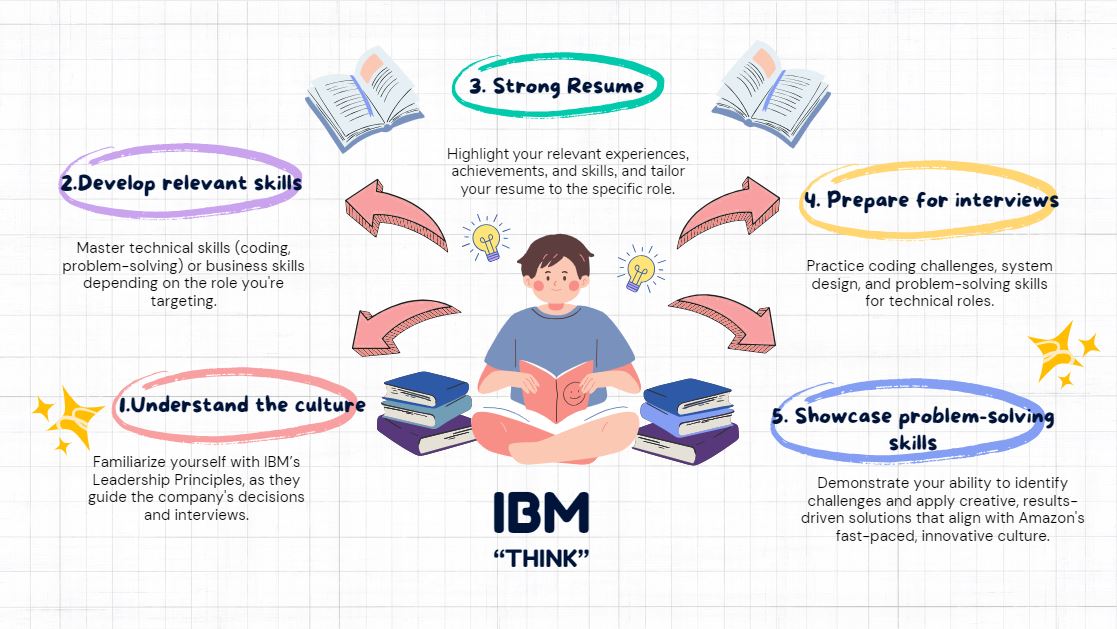 3. Strong Resume
Highlight your relevant experiences,
achievements, and skills, and tailor
your resume to the specific role.
2.Develop relevant skills
Master technical skills (coding,
problem-solving) or business skills
depending on the role you're
targeting.
4. Prepare for interviews
Practice coding challenges, system
design, and problem-solving skills
for technical roles.
1.Understand the culture
Familiarize yourself with IBM's
Leadership Principles, as they
guide the company's decisions
and interviews.
5. Showcase problem-solving
skills
Demonstrate your ability to identify
challenges and apply creative, results-
driven solutions that align with Amazon's
fast-paced, innovative culture.
IBM
“THINK”